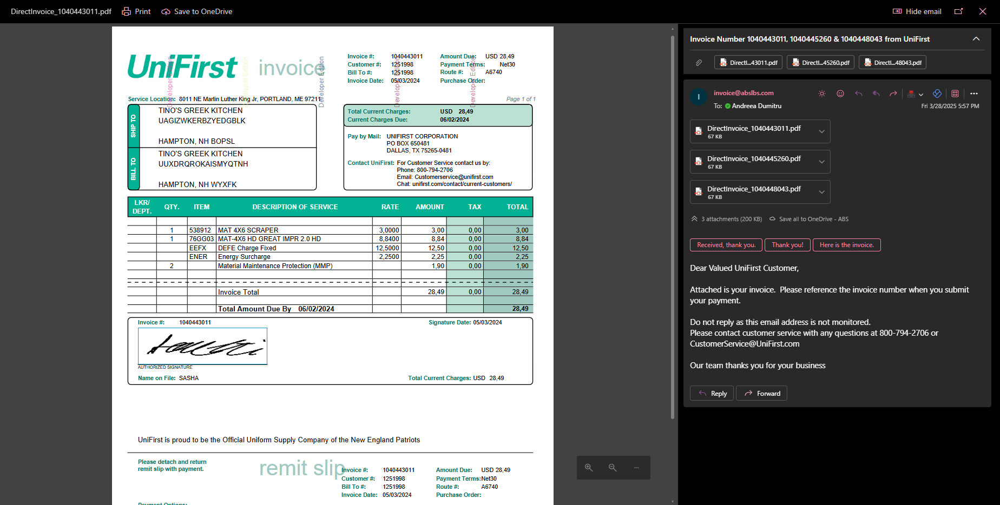 DirectInvoice_1040443011.pdf Print Save to OneDrive Hide email
UniFirst invoice
Invoice #: 1040443011 Amount Due: USD 28,49
Customer #: 1251998 Payment Terms: Net30
Bill To #: 1251998 Route #: A6740
Invoice Date: 05/03/2024 Purchase Order:
Developer Edition
Developer Edition
Developer Edition
Developer Edition
Developer Edition
Service Location: 8011 NE Martin Luther King Jr, PORTLAND, ME 97211 Page 1 of 1
SHIP TO
TINO'S GREEK KITCHEN
UAGIZWKERBZYEDGBLK
HAMPTON, NH BOPSL
BILL TO
TINO'S GREEK KITCHEN
UUXDRQROKAISMYQTNH
HAMPTON, NH WYXFK
Total Current Charges: USD 28,49
Current Charges Due: 06/02/2024
Pay by Mail: UNIFIRST CORPORATION
PO BOX 650481
DALLAS, TX 75265-0481
Contact UniFirst: For Customer Service contact us by:
Phone: 800-794-2706
Email: Customerservice@unifirst.com
Chat: unifirst.com/contact/current-customers/
LKR/ DEPT. QTY. ITEM DESCRIPTION OF SERVICE RATE AMOUNT TAX TOTAL
1 538912 MAT 4X6 SCRAPER 3,0000 3,00 0,00 3,00
1 76GG03 MAT-4X6 HD GREAT IMPR 2.0 HD 8,8400 8,84 0,00 8,84
EEFX DEFE Charge Fixed 12,5000 12,50 0,00 12,50
ENER Energy Surcharge 2,2500 2,25 0,00 2,25
2 Material Maintenance Protection (MMP) 1,90 0,00 1,90
Invoice Total 28,49 0,00 28,49
Total Amount Due By 06/02/2024 28,49
Invoice #: 1040443011 Signature Date: 05/03/2024
AUTHORIZED SIGNATURE
Name on File: SASHA Total Current Charges: USD 28,49
UniFirst is proud to be the Official Uniform Supply Company of the New England Patriots
Please detach and return
remit slip with payment.
remit slip
Invoice #: 1040443011 Amount Due: USD 28,49
Customer #: 1251998 Payment Terms: Net30
Bill To #: 1251998 Route #: A6740
Invoice Date: 05/03/2024 Purchase Order:
Payment Options:
Invoice Number 1040443011, 1040445260 & 1040448043 from UniFirst
DirectI...43011.pdf DirectI...45260.pdf DirectI...48043.pdf
I
invoice@abslbs.com
To: Andreea Dumitru Fri 3/28/2025 5:57 PM
DirectInvoice_1040443011.pdf
67 KB
DirectInvoice_1040445260.pdf
67 KB
DirectInvoice_1040448043.pdf
67 KB
3 attachments (200 KB) Save all to OneDrive - ABS
Received, thank you. Thank you! Here is the invoice.
Dear Valued UniFirst Customer,
Attached is your invoice. Please reference the invoice number when you submit
your payment.
Do not reply as this email address is not monitored.
Please contact customer service with any questions at 800-794-2706 or
CustomerService@UniFirst.com
Our team thanks you for your business
Reply Forward